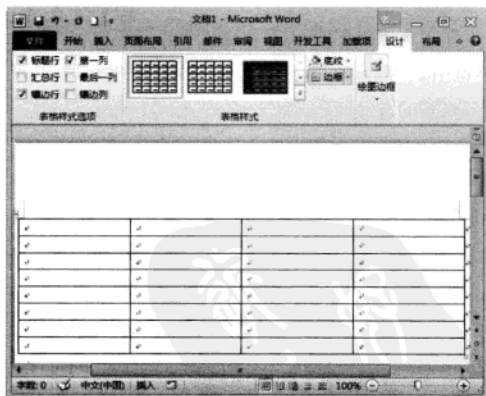 文档1 - Microsoft Word
文件 开始 插入 页面布局 引用 邮件 审阅 视图 开发工具 加载项 设计 布局
标题行 第一列
汇总行 最后一列
镶边行 镶边列
底纹
边框
绘图边框
表格样式选项 表格样式
字数: 0 中文(中国) 插入 100%